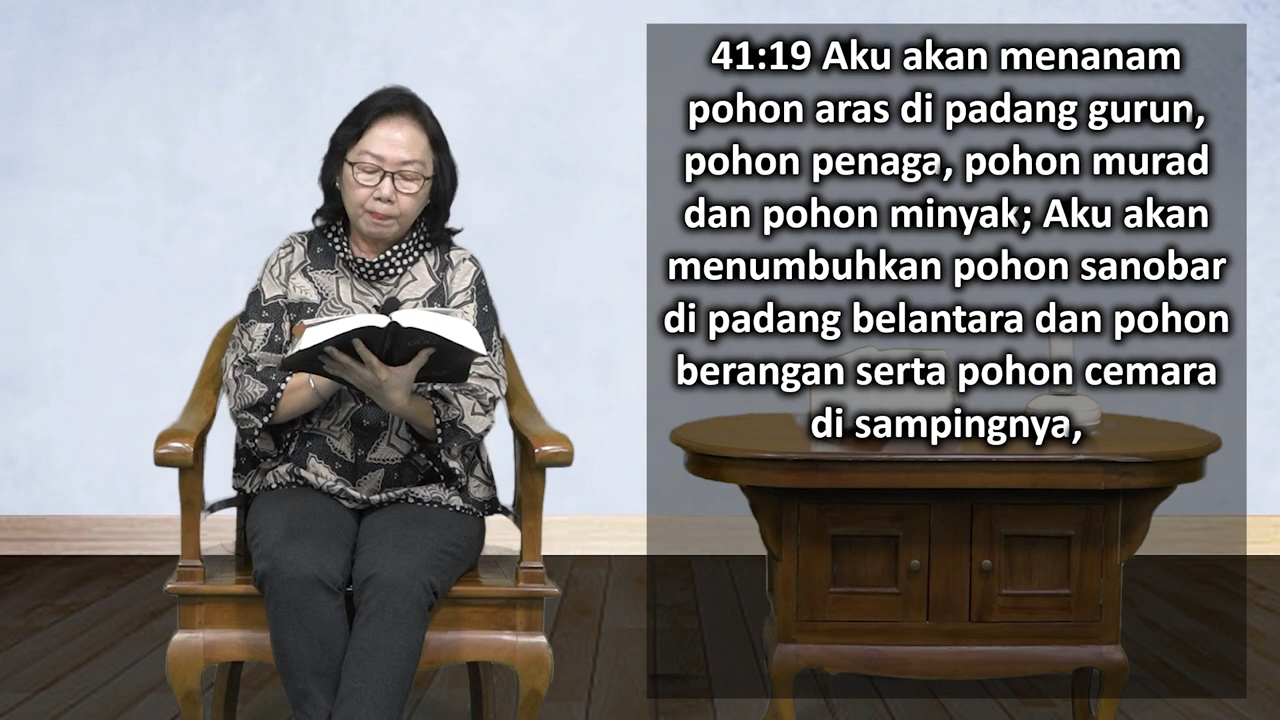 41:19 Aku akan menanam
pohon aras di padang gurun,
pohon penaga, pohon murad
dan pohon minyak; Aku akan
menumbuhkan pohon sanobar
di padang belantara dan pohon
berangan serta pohon cemara
di sampingnya,